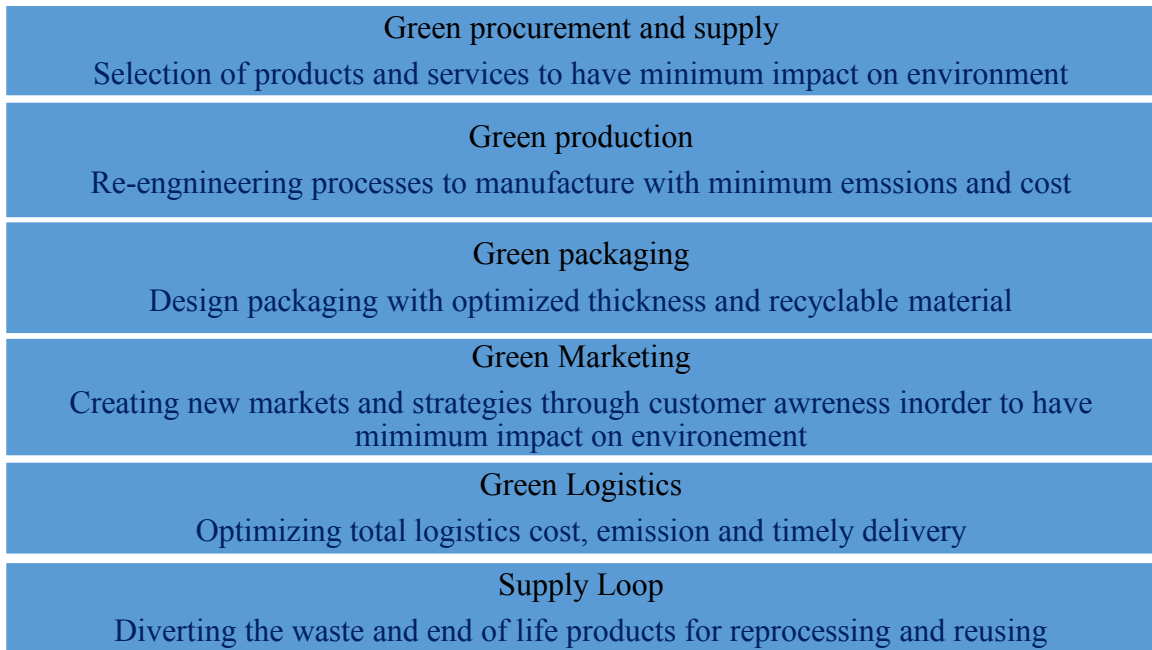 Green procurement and supply
Selection of products and services to have minimum impact on environment
Green production
Re-engnineering processes to manufacture with minimum emssions and cost
Green packaging
Design packaging with optimized thickness and recyclable material
Green Marketing
Creating new markets and strategies through customer awreness inorder to have
mimimum impact on environement
Green Logistics
Optimizing total logistics cost, emission and timely delivery
Supply Loop
Diverting the waste and end of life products for reprocessing and reusing